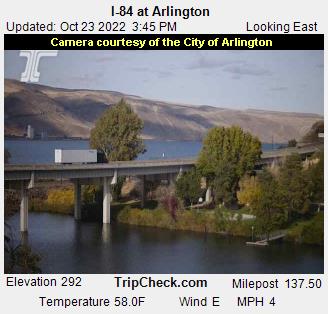 I-84 at Arlington
Updated: Oct 23 2022 3:45 PM Looking East
Camera courtesy of the City of Arlington
Elevation 292 TripCheck.com Milepost 137.50
Temperature 58.0F Wind E MPH 4